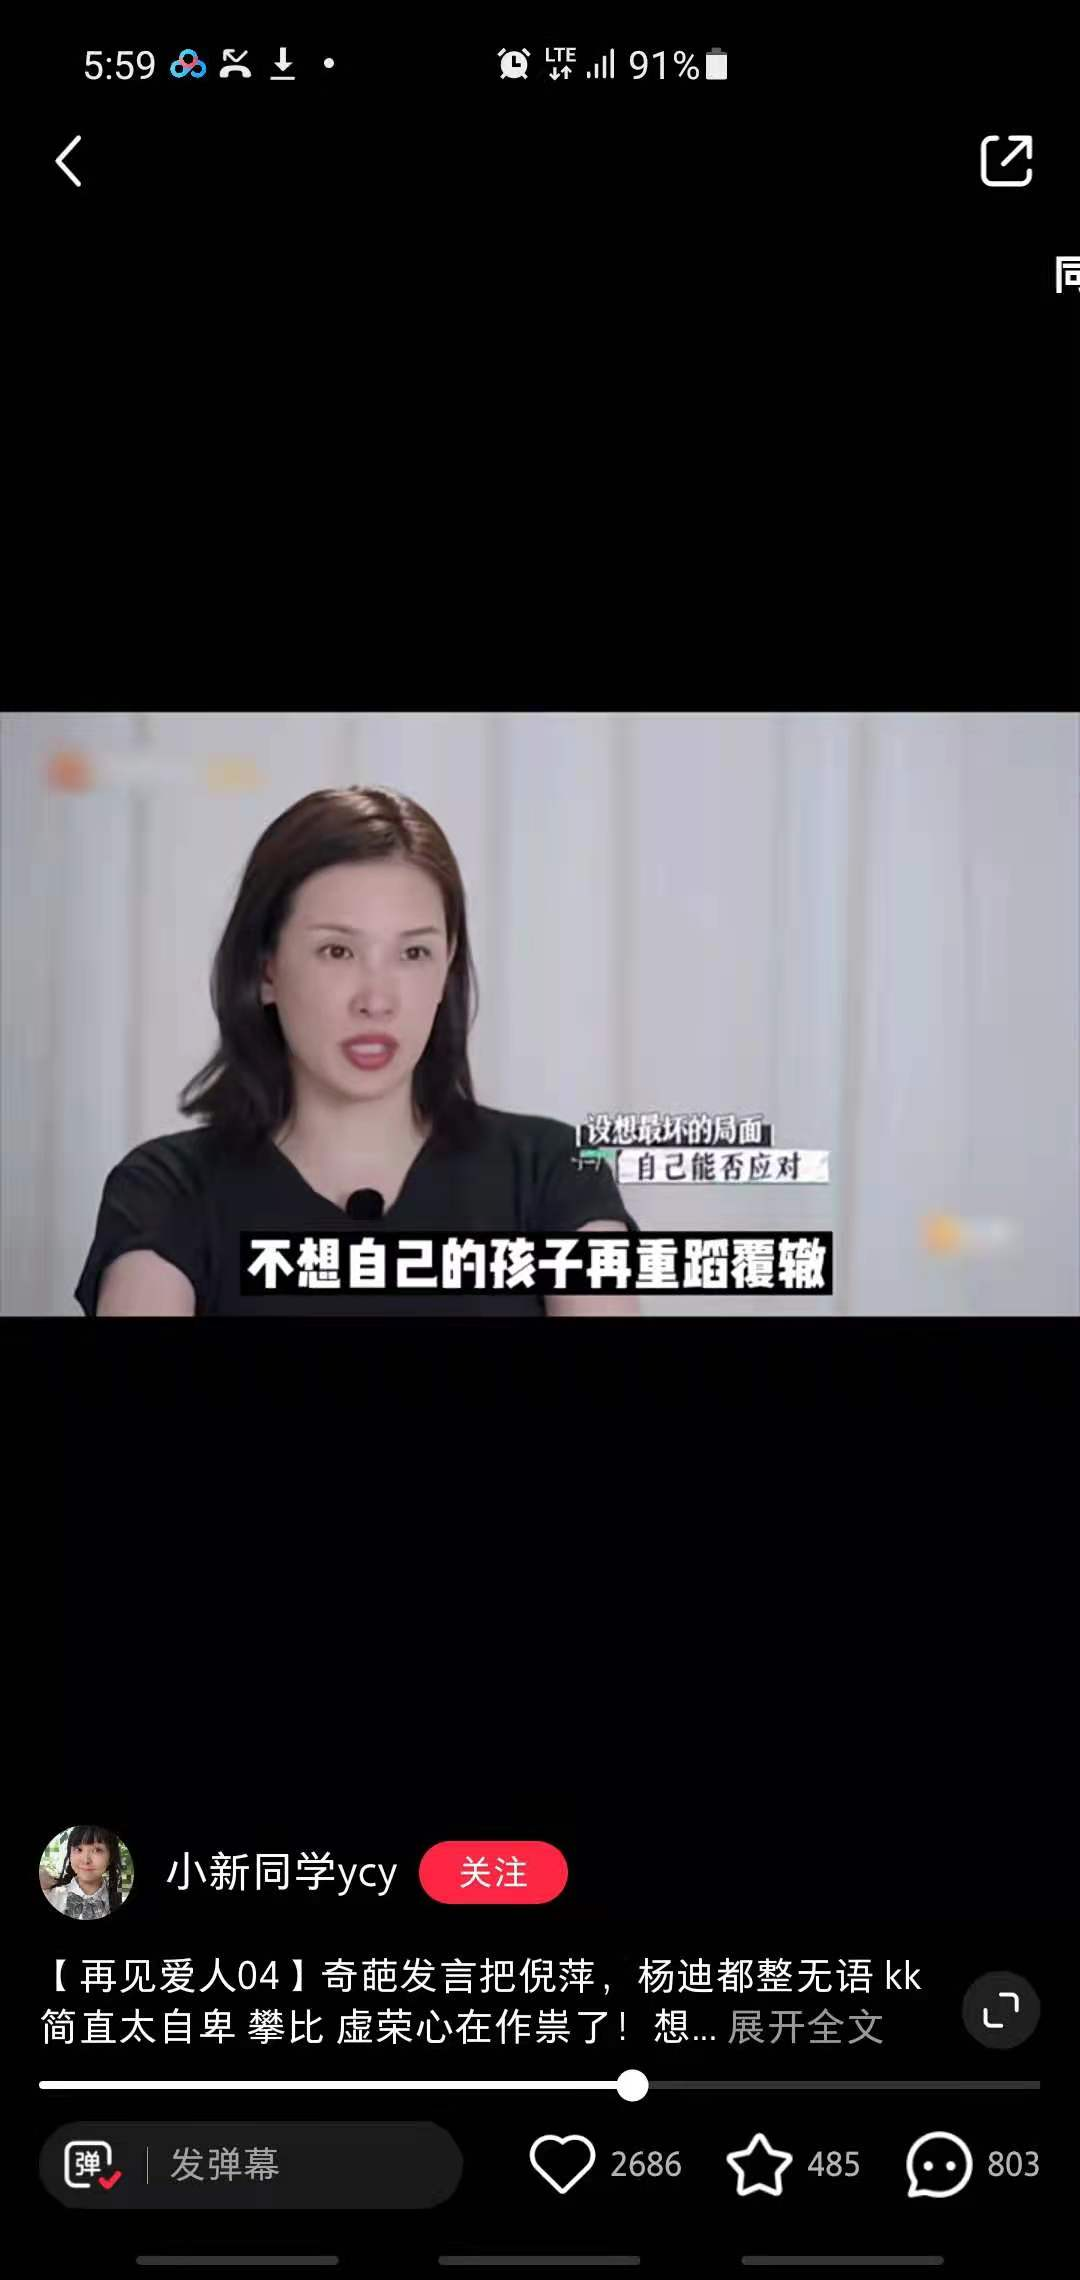 5:59
LTE
91%
设想最坏的局面
自己能否应对
不想自己的孩子再重蹈覆辙
小新同学ycy
关注
【再见爱人04】奇葩发言把倪萍，杨迪都整无语 kk
简直太自卑 攀比 虚荣心在作祟了！想... 展开全文
弹
发弹幕
2686
485
803